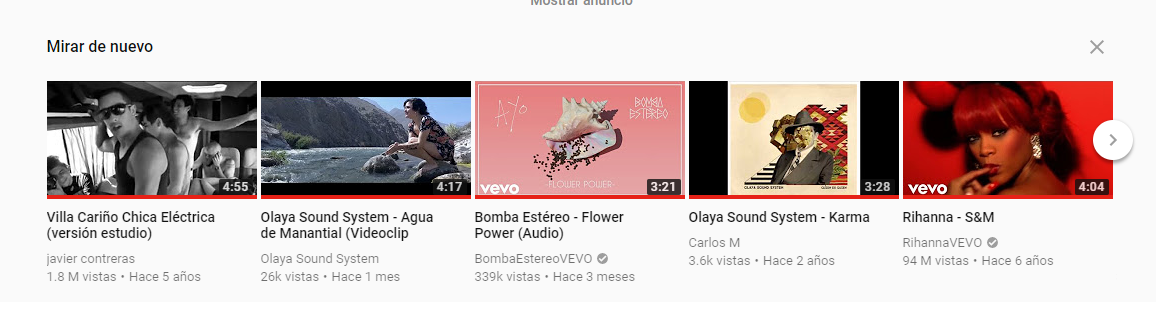 Mostrar anuncio
Mirar de nuevo
4:55
4:17
AYo
BOMBA
ESTÉREO
-FLOWER POWER-
vevo
3:21
OLAYA SOUND SYSTEM
3:28
vevo
4:04
Villa Cariño Chica Eléctrica
(versión estudio)
javier contreras
1.8 M vistas • Hace 5 años
Olaya Sound System - Agua
de Manantial (Videoclip
Olaya Sound System
26k vistas • Hace 1 mes
Bomba Estéreo - Flower
Power (Audio)
BombaEstereoVEVO
339k vistas • Hace 3 meses
Olaya Sound System - Karma
Carlos M
3.6k vistas • Hace 2 años
Rihanna - S&M
RihannaVEVO
94 M vistas • Hace 6 años